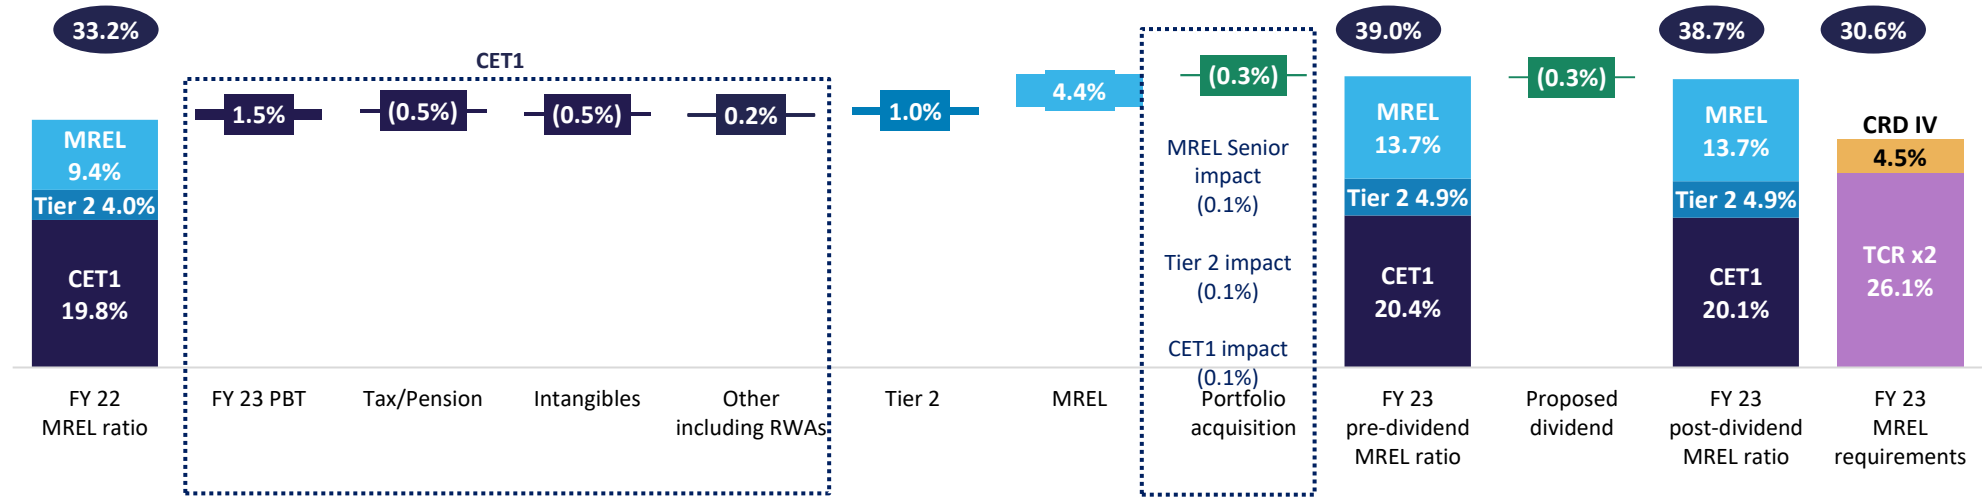 33.2%
39.0%
38.7%
30.6%
CET1
1.5%
(0.5%)
(0.5%)
0.2%
1.0%
4.4%
(0.3%)
(0.3%)
MREL
9.4%
Tier 2 4.0%
CET1
19.8%
MREL Senior
impact
(0.1%)
Tier 2 impact
(0.1%)
CET1 impact
(0.1%)
MREL
13.7%
Tier 2 4.9%
CET1
20.4%
MREL
13.7%
Tier 2 4.9%
CET1
20.1%
CRD IV
4.5%
TCR x2
26.1%
FY 22
MREL ratio
FY 23 PBT
Tax/Pension
Intangibles
Other
including RWAs
Tier 2
MREL
Portfolio
acquisition
FY 23
pre-dividend
MREL ratio
Proposed
dividend
FY 23
post-dividend
MREL ratio
FY 23
MREL
requirements